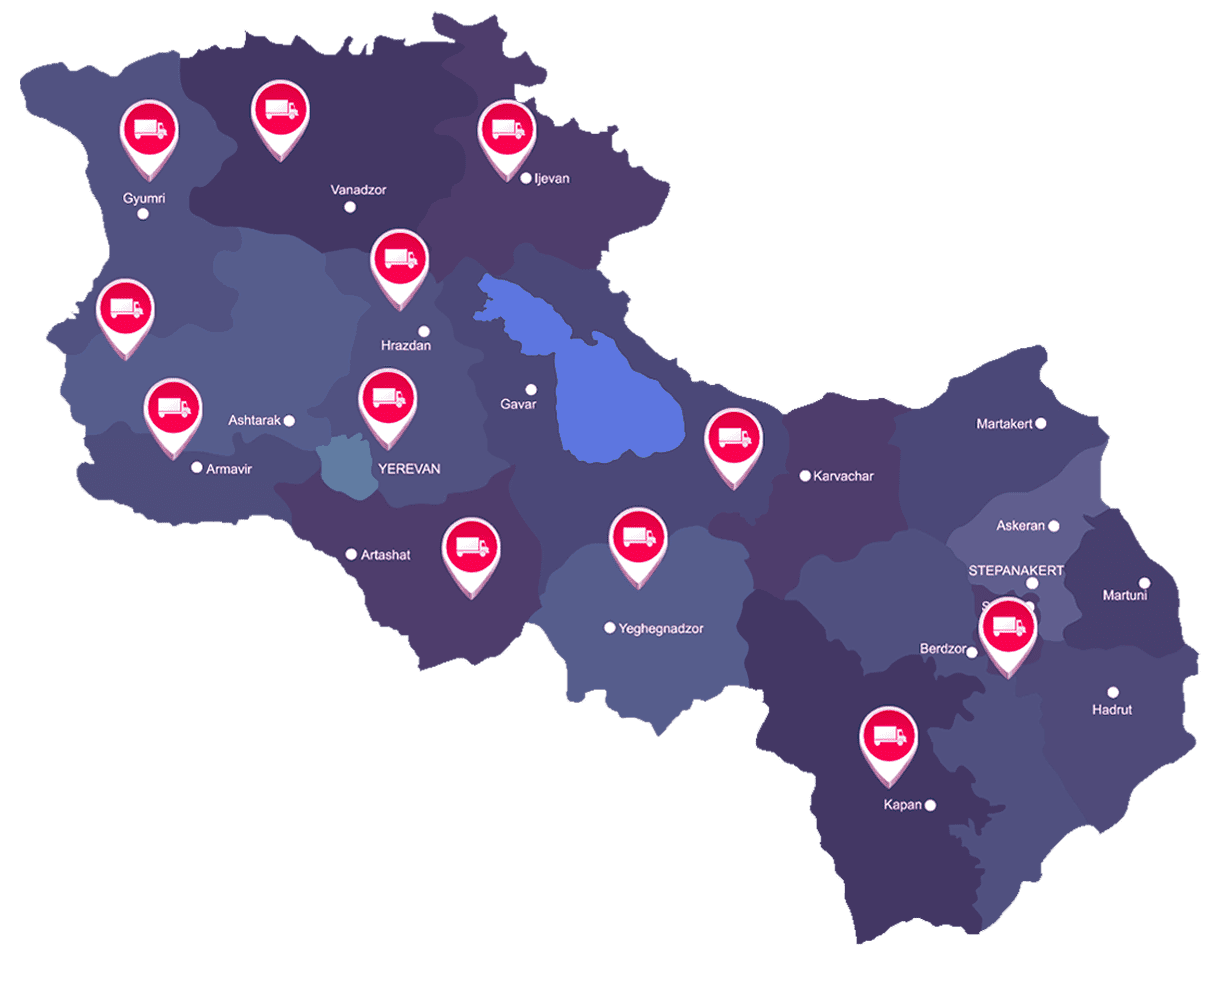 Ijevan
Vanadzor
Gyumri
Hrazdan
Gavar
Ashtarak
Martakert
Armavir
YEREVAN
Karvachar
Askeran
Artashat
STEPANAKERT
Martuni
Yeghegnadzor
Berdzor
Hadrut
Kapan